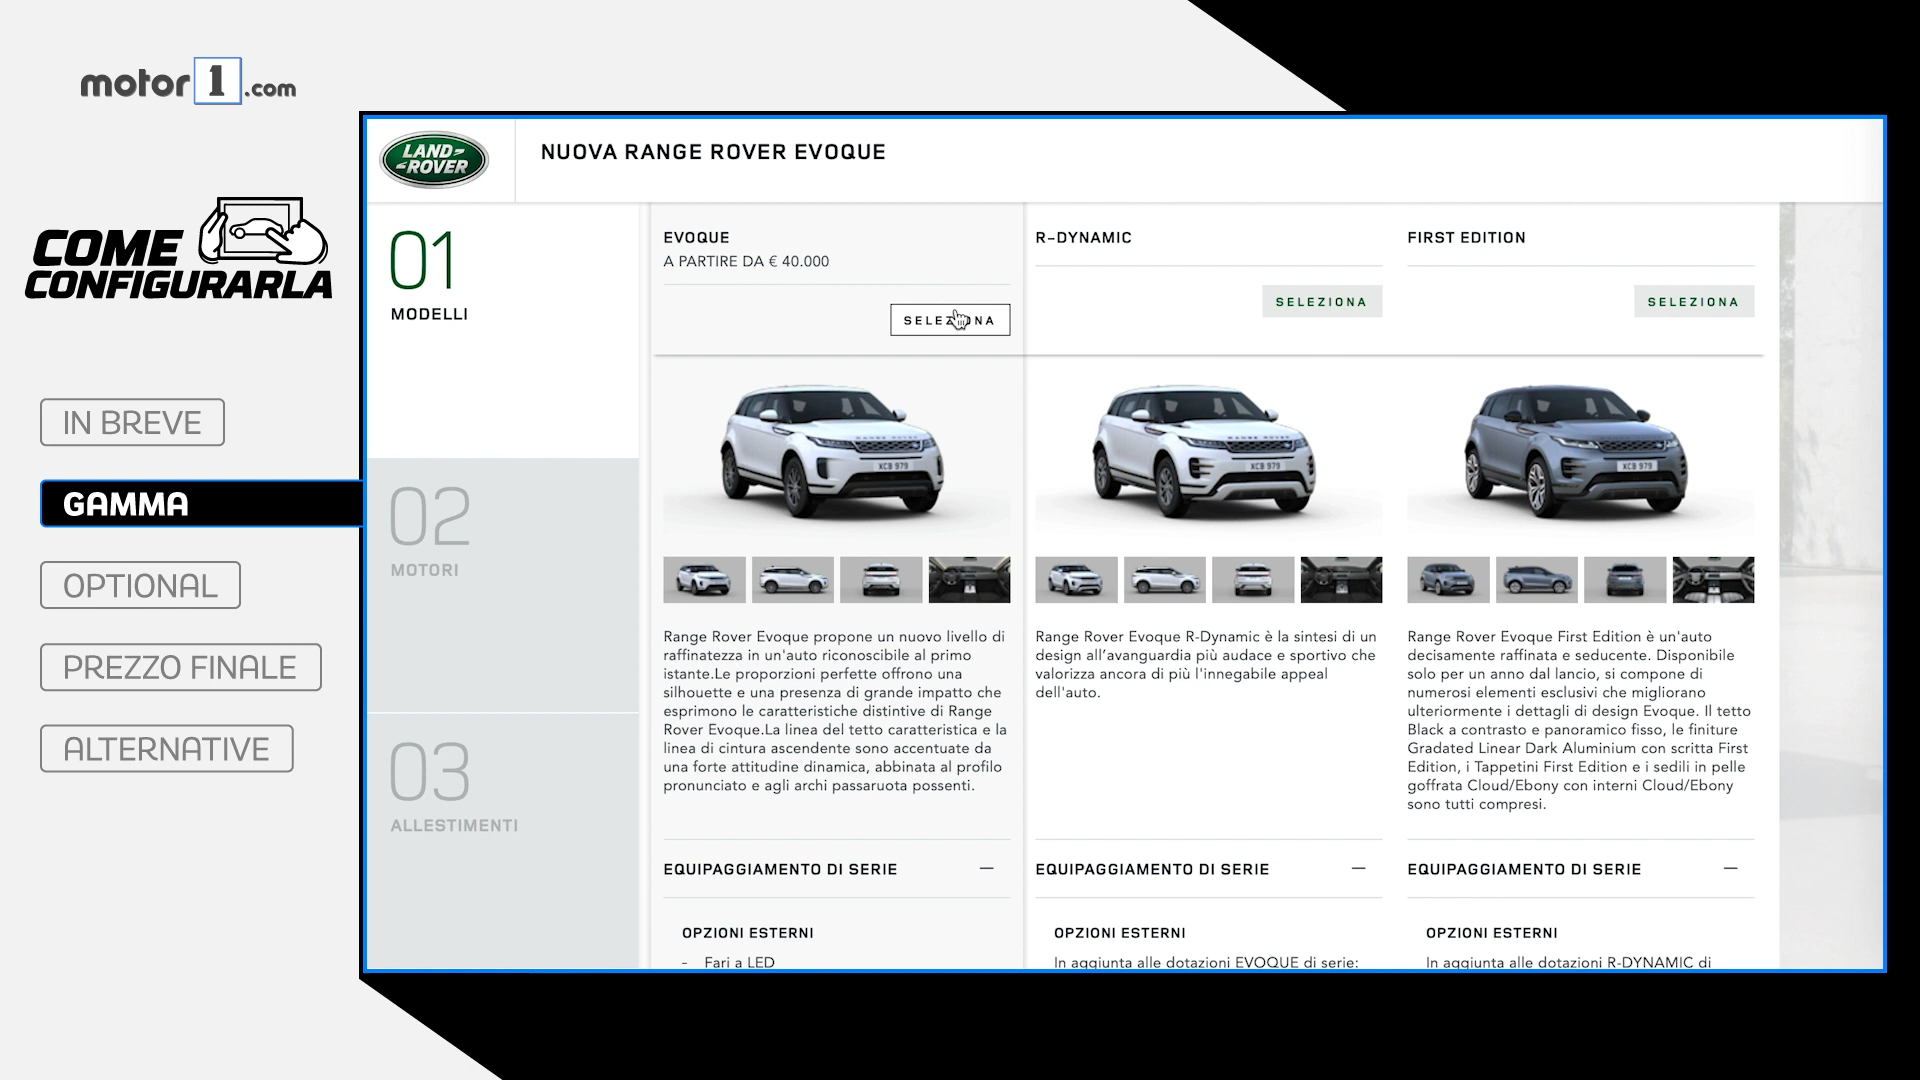 motor1.com
COME
CONFIGURARLA
IN BREVE
GAMMA
OPTIONAL
PREZZO FINALE
ALTERNATIVE
LAND
ROVER
NUOVA RANGE ROVER EVOQUE
01
MODELLI
02
MOTORI
03
ALLESTIMENTI
EVOQUE
A PARTIRE DA € 40.000
SELEZIONA
RANGE ROVER
XCB 979
Range Rover Evoque propone un nuovo livello di
raffinatezza in un'auto riconoscibile al primo
istante.Le proporzioni perfette offrono una
silhouette e una presenza di grande impatto che
esprimono le caratteristiche distintive di Range
Rover Evoque.La linea del tetto caratteristica e la
linea di cintura ascendente sono accentuate da
una forte attitudine dinamica, abbinata al profilo
pronunciato e agli archi passaruota possenti.
EQUIPAGGIAMENTO DI SERIE
OPZIONI ESTERNI
- Fari a LED
R-DYNAMIC
SELEZIONA
RANGE ROVER
XCB 979
Range Rover Evoque R-Dynamic è la sintesi di un
design all’avanguardia più audace e sportivo che
valorizza ancora di più l'innegabile appeal
dell'auto.
EQUIPAGGIAMENTO DI SERIE
OPZIONI ESTERNI
In aggiunta alle dotazioni EVOQUE di serie:
FIRST EDITION
SELEZIONA
XCB 979
Range Rover Evoque First Edition è un'auto
decisamente raffinata e seducente. Disponibile
solo per un anno dal lancio, si compone di
numerosi elementi esclusivi che migliorano
ulteriormente i dettagli di design Evoque. Il tetto
Black a contrasto e panoramico fisso, le finiture
Gradated Linear Dark Aluminium con scritta First
Edition, i Tappetini First Edition e i sedili in pelle
goffrata Cloud/Ebony con interni Cloud/Ebony
sono tutti compresi.
EQUIPAGGIAMENTO DI SERIE
OPZIONI ESTERNI
In aggiunta alle dotazioni R-DYNAMIC di